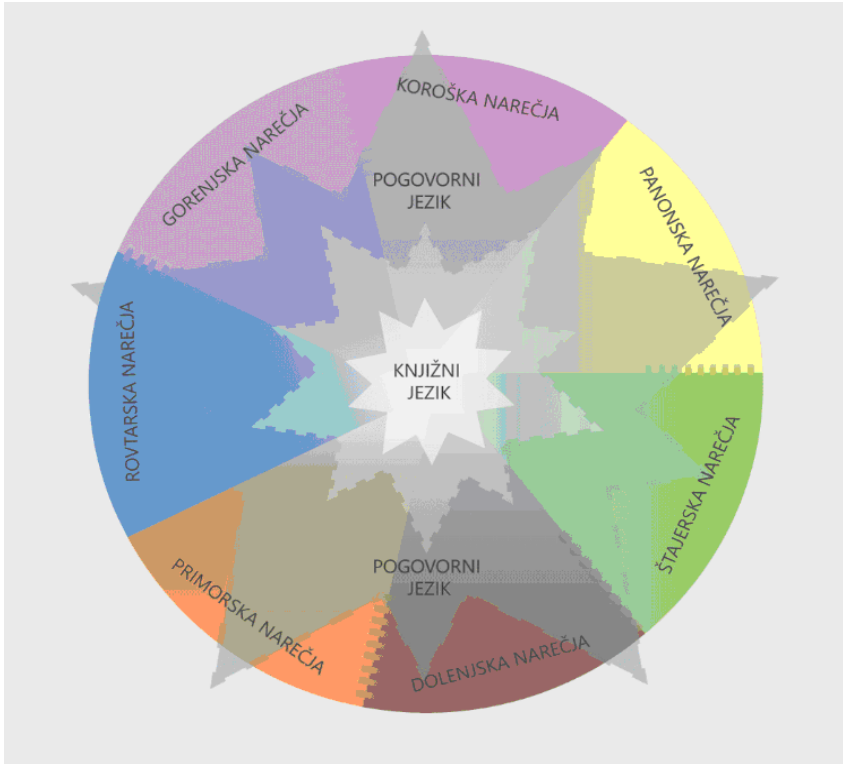 KOROŠKA NAREČJA
GORENJSKA NAREČJA
POGOVORNI
JEZIK
PANONSKA NAREČJA
ROVTARSKA NAREČJA
KNJIŽNI
JEZIK
ŠTAJERSKA NAREČJA
POGOVORNI
JEZIK
PRIMORSKA NAREČJA
DOLENJSKA NAREČJA